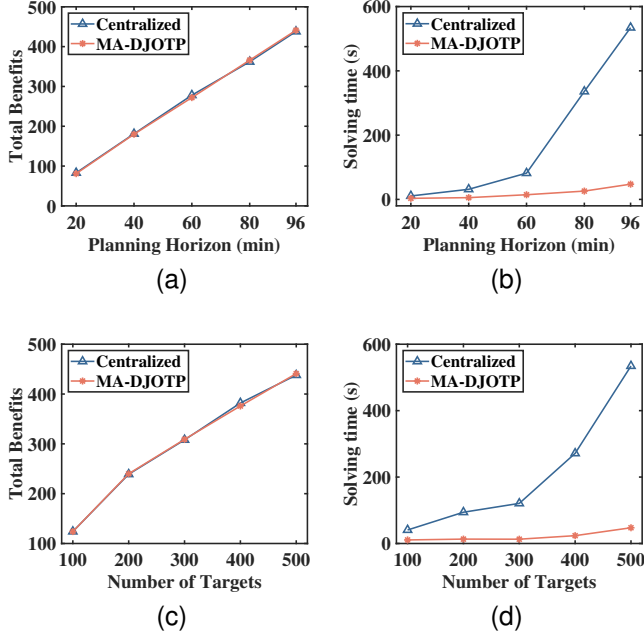 500
400
300
200
100
0
Total Benefits
Centralized
MA-DJOTP
20 40 60 80 96
Planning Horizon (min)
(a)
600
400
200
0
Solving time (s)
Centralized
MA-DJOTP
20 40 60 80 96
Planning Horizon (min)
(b)
500
400
300
200
100
Total Benefits
Centralized
MA-DJOTP
100 200 300 400 500
Number of Targets
(c)
600
400
200
0
Solving time (s)
Centralized
MA-DJOTP
100 200 300 400 500
Number of Targets
(d)